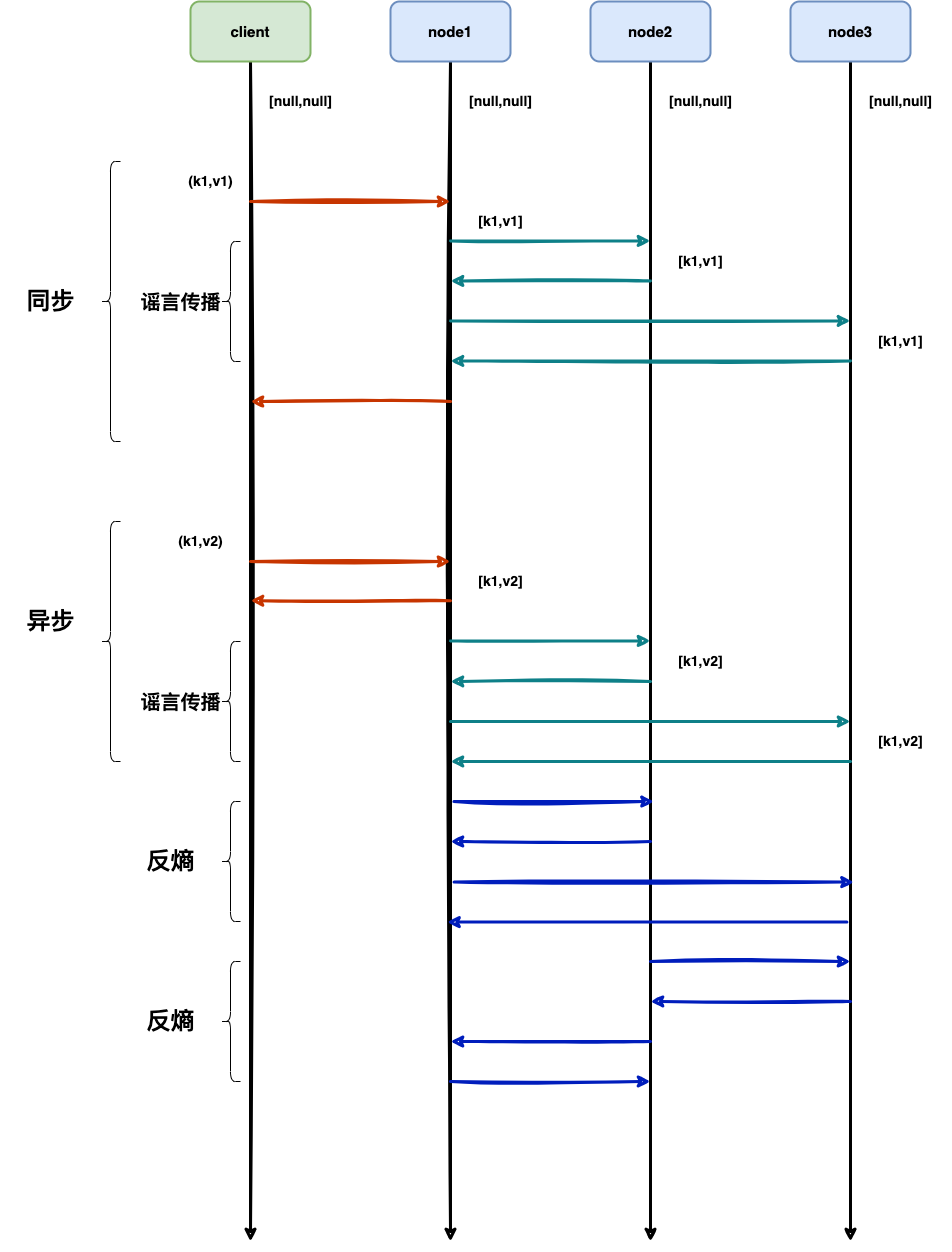 client
node1
node2
node3
[null,null]
[null,null]
[null,null]
[null,null]
(k1,v1)
[k1,v1]
[k1,v1]
同步
谣言传播
[k1,v1]
(k1,v2)
[k1,v2]
异步
[k1,v2]
谣言传播
[k1,v2]
反熵
反熵